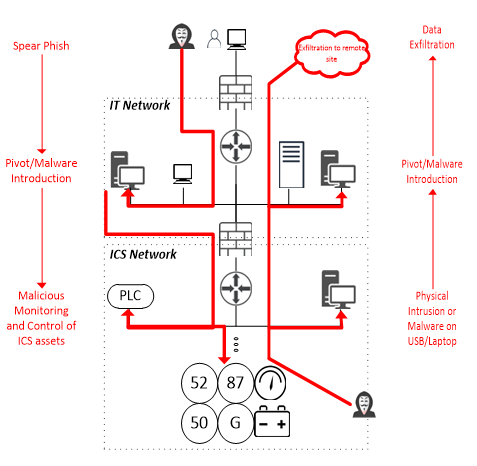 Spear Phish
Pivot/Malware
Introduction
Malicious
Monitoring
and Control of
ICS assets
Exfiltration to remote
site
IT Network
ICS Network
PLC
52
87
50
G
Data
Exfiltration
Pivot/Malware
Introduction
Physical
Intrusion or
Malware on
USB/Laptop